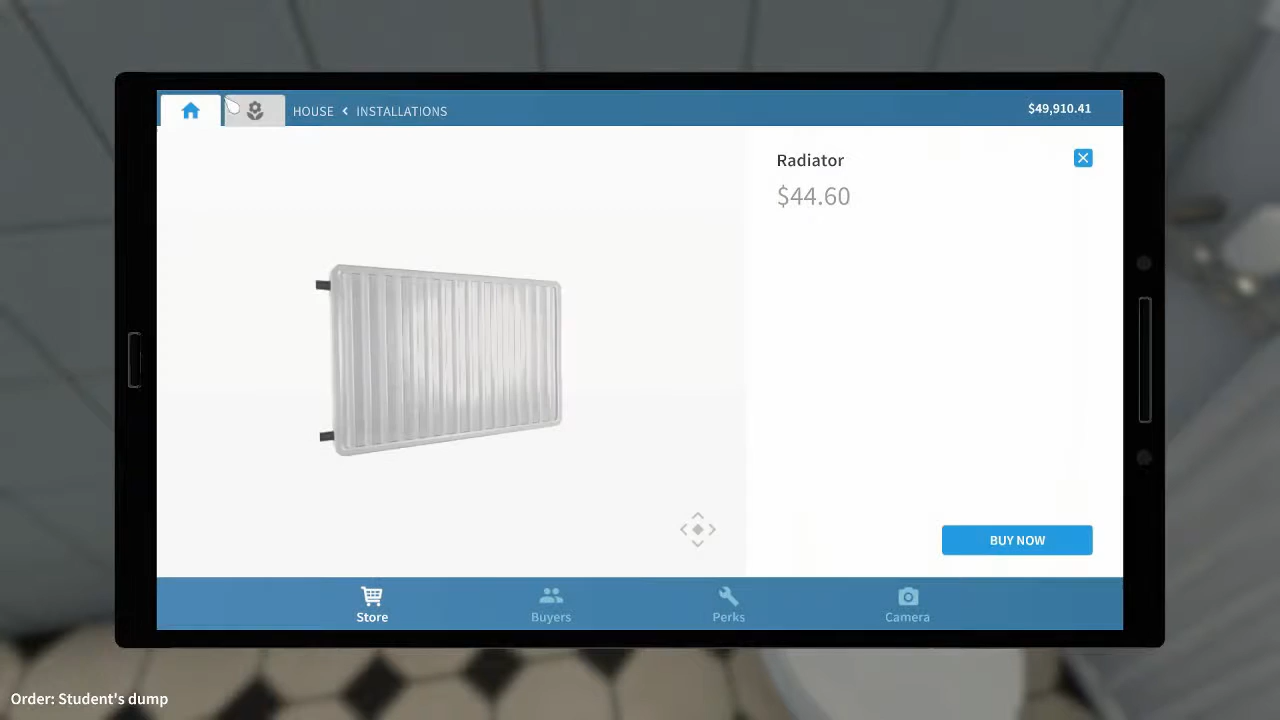 HOUSE < INSTALLATIONS
$49,910.41
Radiator
$44.60
BUY NOW
Store
Buyers
Perks
Camera
Order: Student's dump